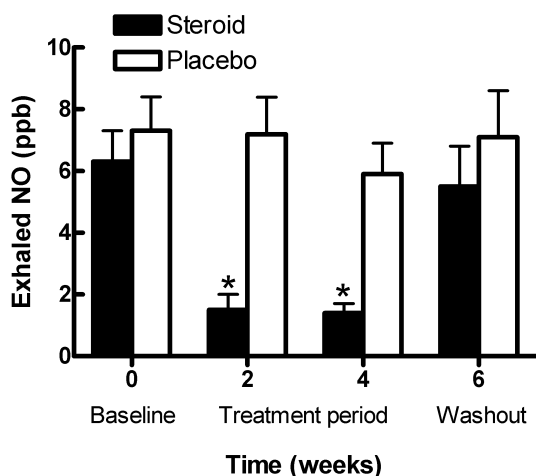 Steroid
Placebo
Exhaled NO (ppb)
10
8
6
4
2
0
* *
0 2 4 6
Baseline Treatment period Washout
Time (weeks)